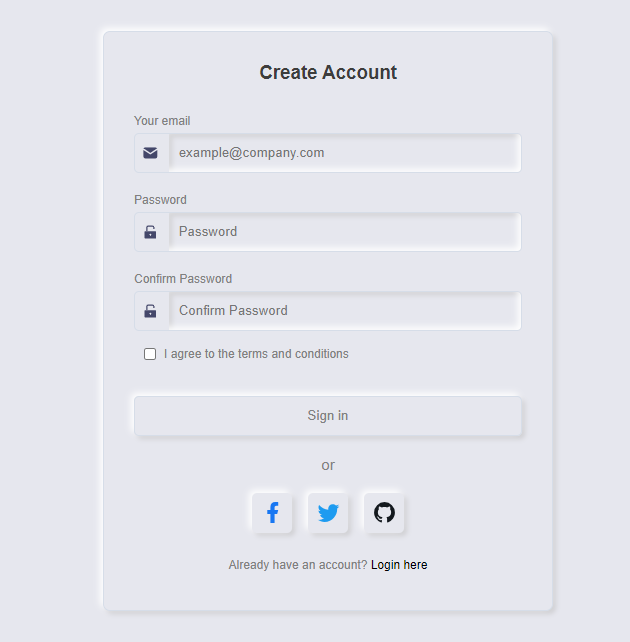 Create Account
Your email
example@company.com
Password
Password
Confirm Password
Confirm Password
I agree to the terms and conditions
Sign in
or
Already have an account? Login here